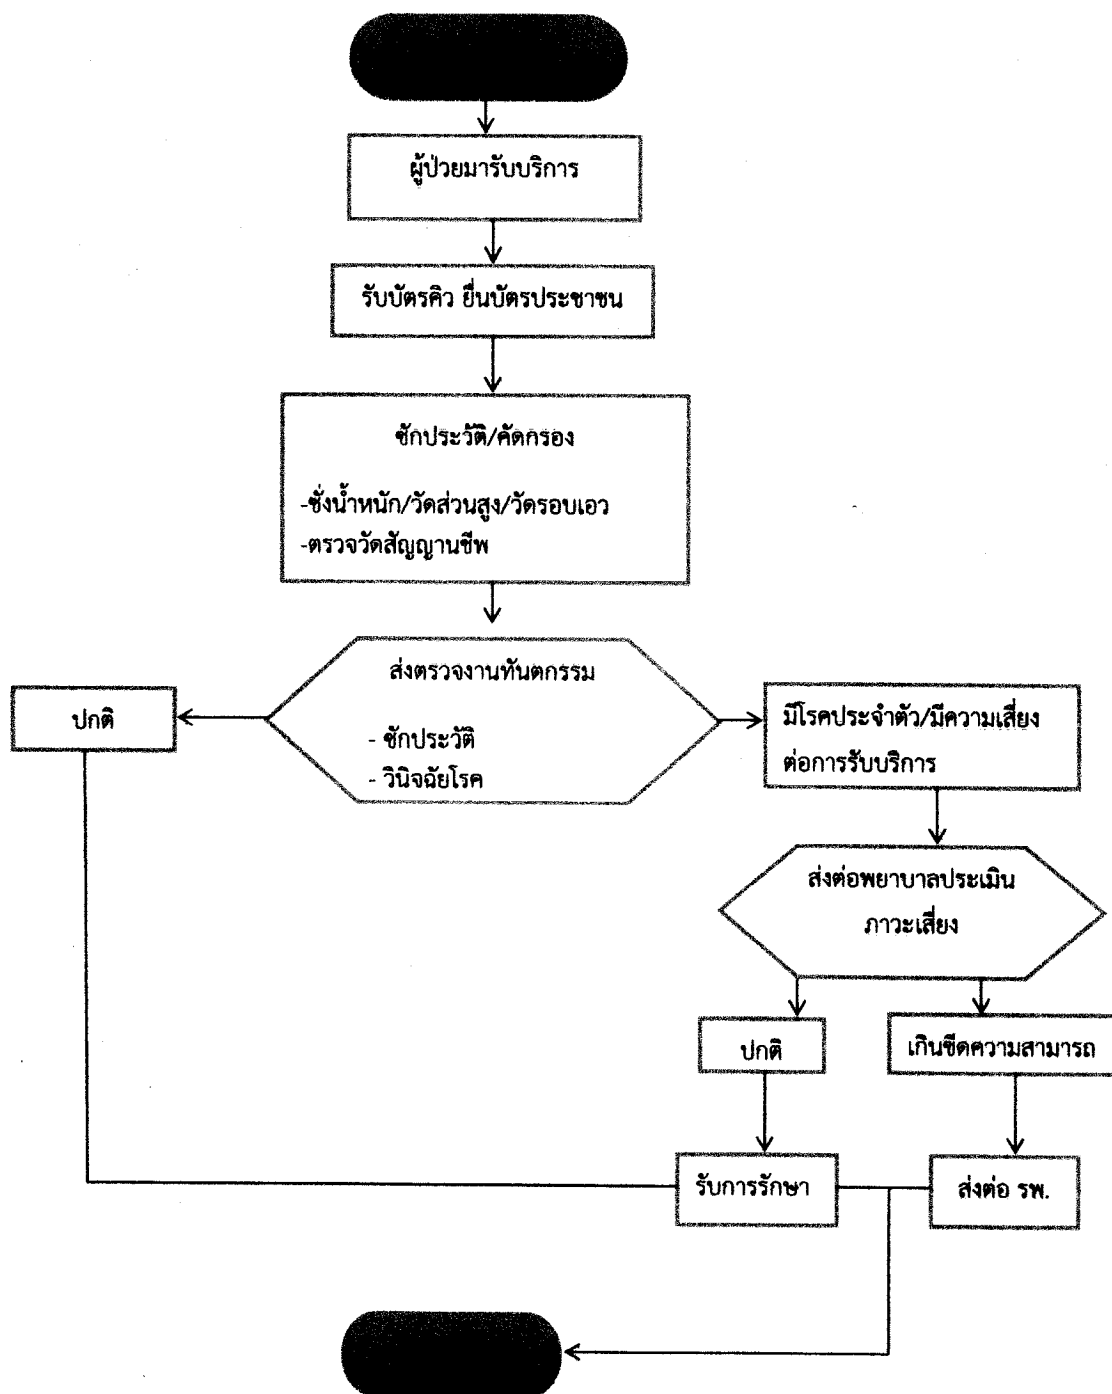 ผู้ป่วยมารับบริการ
รับบัตรคิว ยื่นบัตรประชาชน
ซักประวัติ/คัดกรอง
-ชั่งน้ำหนัก/วัดส่วนสูง/วัดรอบเอว
-ตรวจวัดสัญญานชีพ
ส่งตรวจงานทันตกรรม
- ซักประวัติ
- วินิจฉัยโรค
ปกติ
มีโรคประจำตัว/มีความเสี่ยง
ต่อการรับบริการ
ส่งต่อพยาบาลประเมิน
ภาวะเสี่ยง
ปกติ
เกินขีดความสามารถ
รับการรักษา
ส่งต่อ รพ.